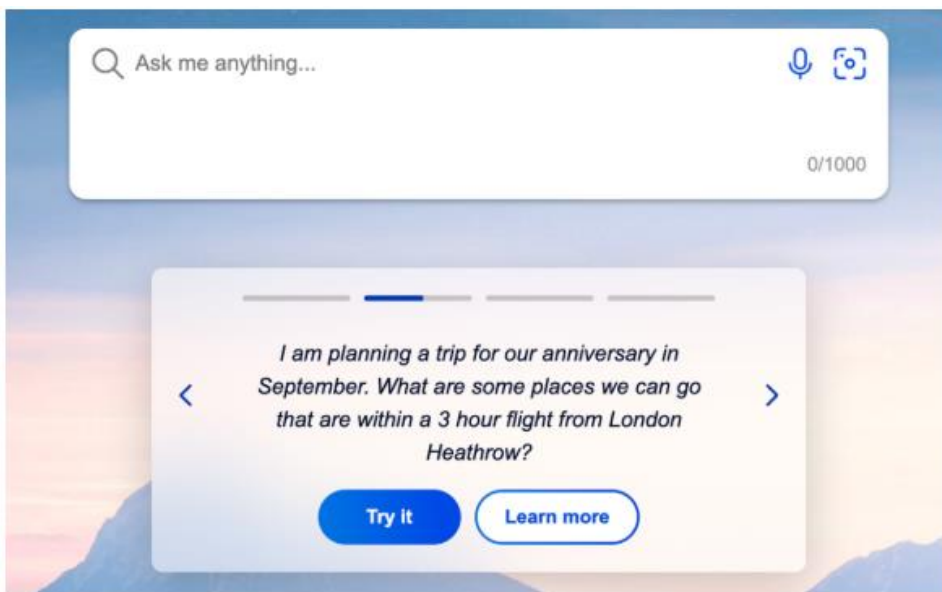 Ask me anything...
0/1000
I am planning a trip for our anniversary in
September. What are some places we can go
that are within a 3 hour flight from London
Heathrow?
Try it
Learn more